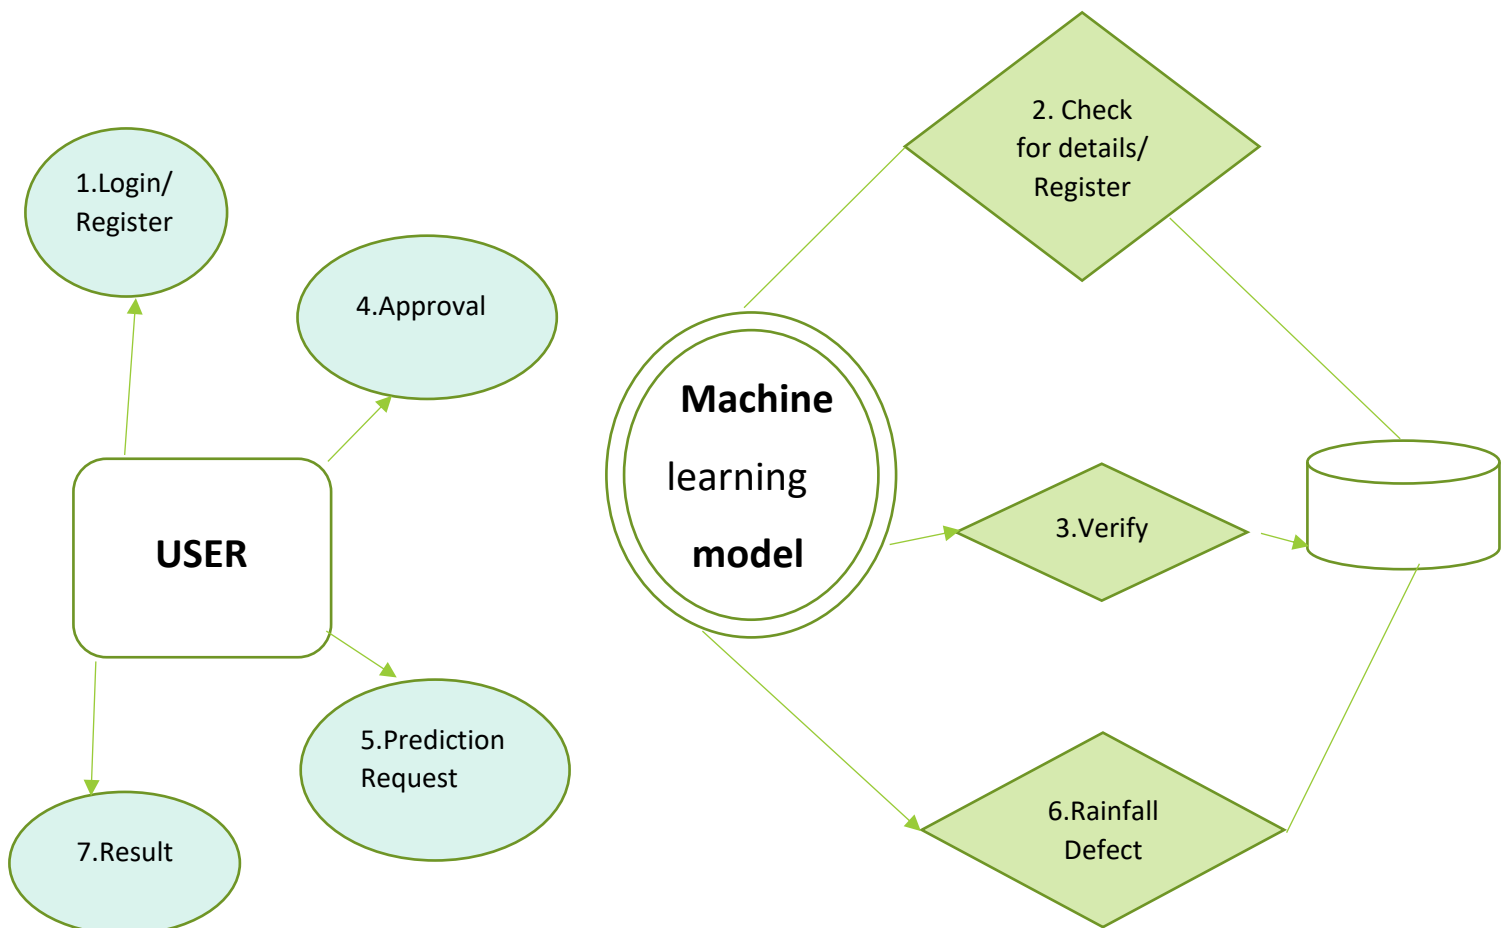 1.Login/
Register
4.Approval
USER
5.Prediction
Request
7.Result
Machine
learning
model
2. Check
for details/
Register
3.Verify
6.Rainfall
Defect